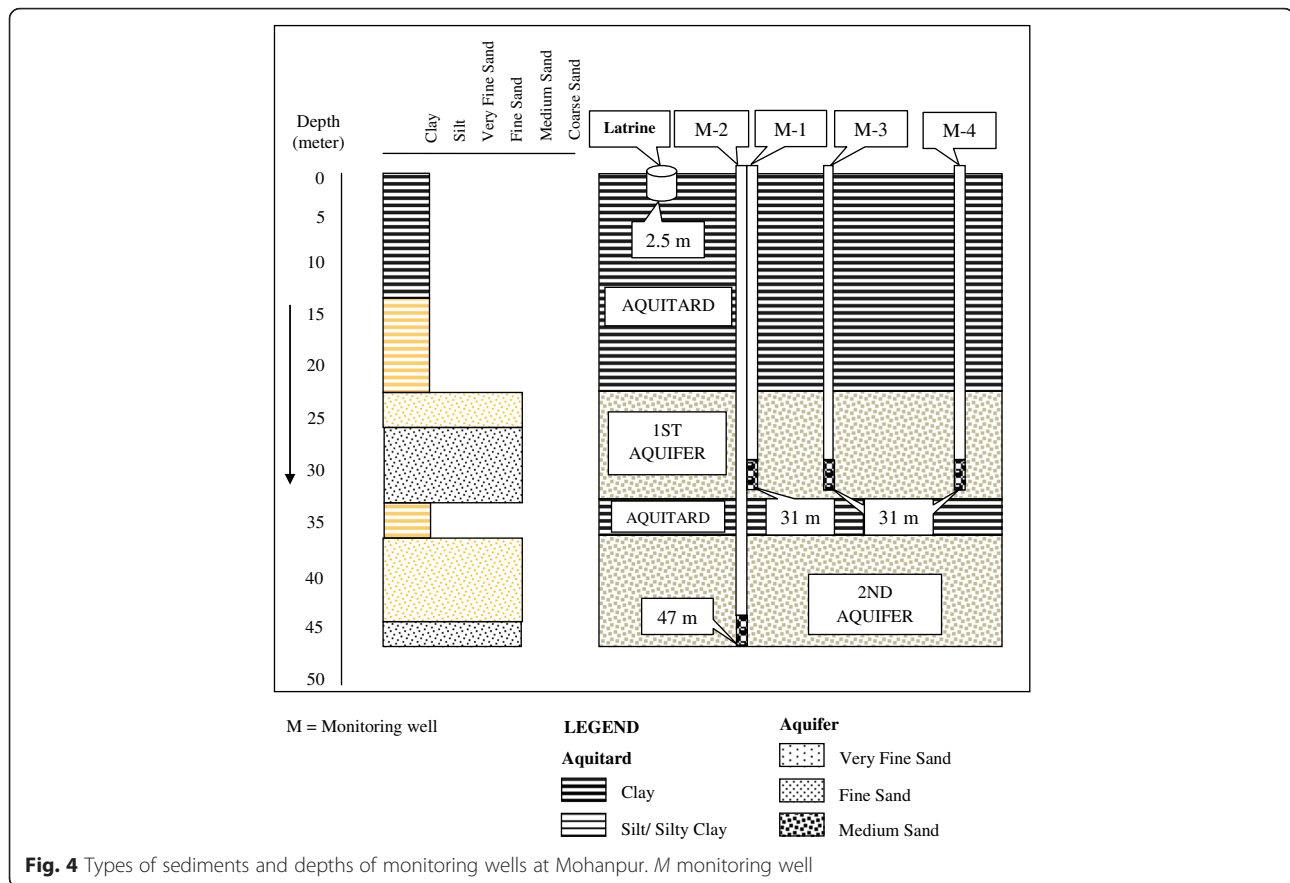 Depth
(meter)
Clay
Silt
Very Fine Sand
Fine Sand
Medium Sand
Coarse Sand
Latrine
M-2
M-1
M-3
M-4
0
5
10
15
20
25
30
35
40
45
50
2.5 m
AQUITARD
1ST
AQUIFER
AQUITARD
31 m
31 m
2ND
AQUIFER
47 m
M = Monitoring well
LEGEND
Aquitard
Clay
Silt/ Silty Clay
Aquifer
Very Fine Sand
Fine Sand
Medium Sand
Fig. 4 Types of sediments and depths of monitoring wells at Mohanpur. M monitoring well